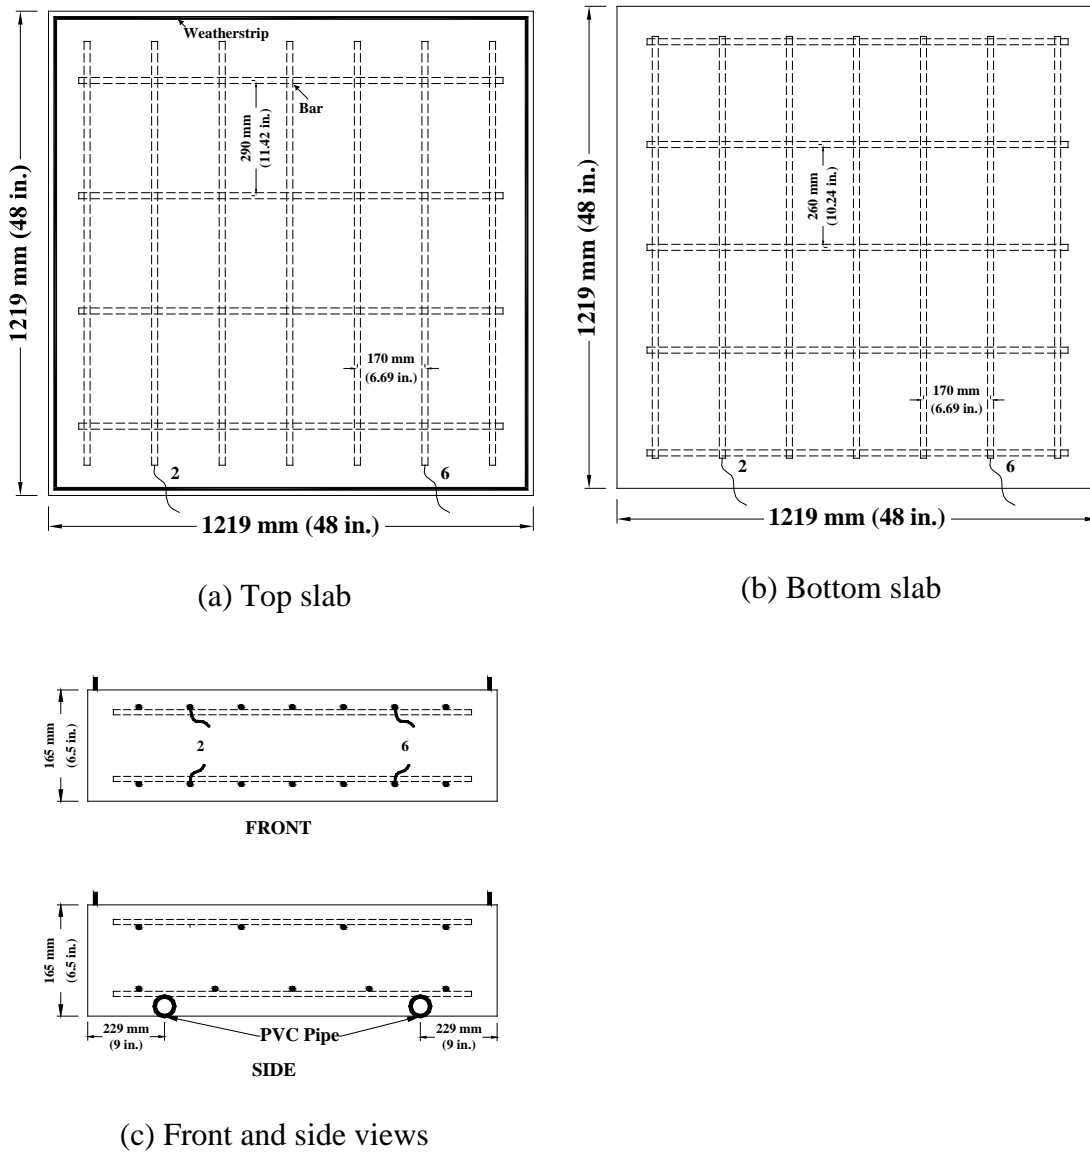 Weatherstrip
Bar
290 mm
(11.42 in.)
170 mm
(6.69 in.)
2
6
1219 mm (48 in.)
1219 mm (48 in.)
(a) Top slab
260 mm
(10.24 in.)
170 mm
(6.69 in.)
2
6
1219 mm (48 in.)
1219 mm (48 in.)
(b) Bottom slab
165 mm
(6.5 in.)
2
6
FRONT
165 mm
(6.5 in.)
229 mm
(9 in.)
PVC Pipe
229 mm
(9 in.)
SIDE
(c) Front and side views